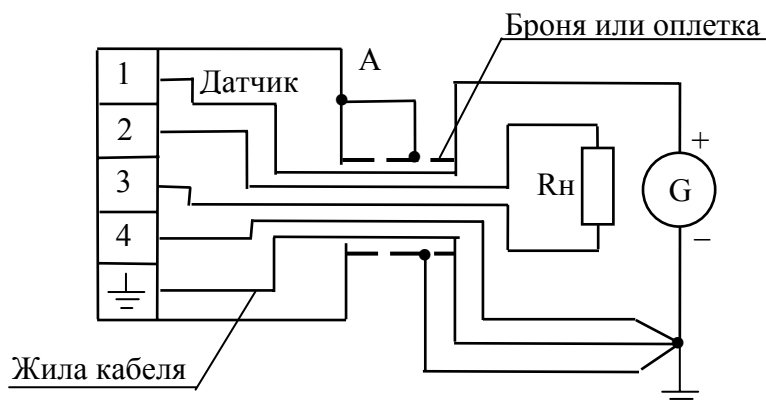 Броня или оплетка
А
1
Датчик
2
3
4
Rн
G
+
−
Жила кабеля